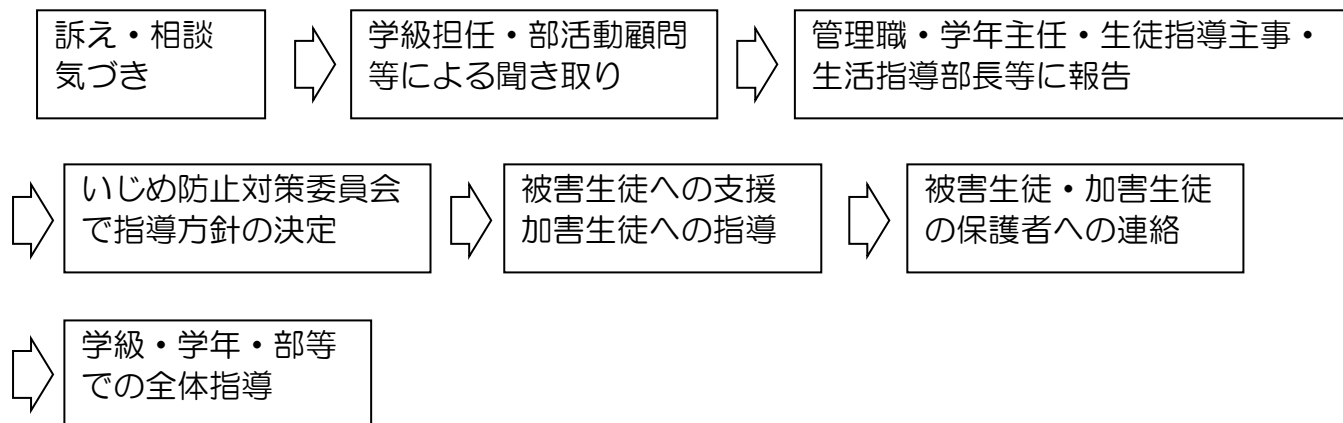 訴え・相談
気づき
学級担任・部活動顧問
等による聞き取り
管理職・学年主任・生徒指導主事・
生活指導部長等に報告
いじめ防止対策委員会
で指導方針の決定
被害生徒への支援
加害生徒への指導
被害生徒・加害生徒
の保護者への連絡
学級・学年・部等
での全体指導